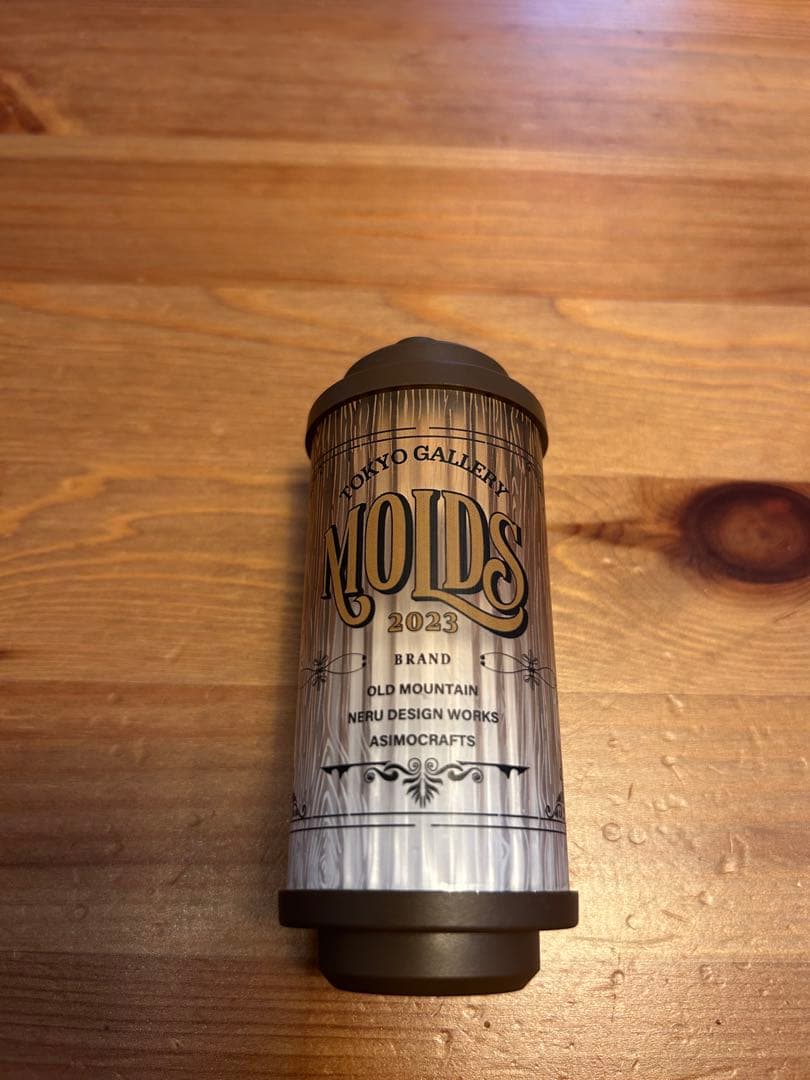 TOKYO GALLERY
MOLDS
2023
BRAND
OLD MOUNTAIN
NERU DESIGN WORKS
ASIMOCRAFTS